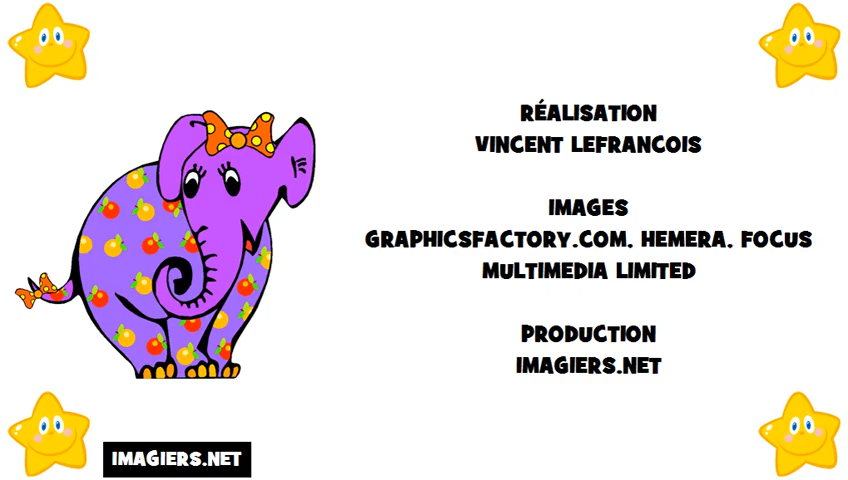 RÉALISATION
VINCENT LEFRANCOIS
IMAGES
GRAPHICSFACTORY.COM, HEMERA, FOCUS
MULTIMEDIA LIMITED
PRODUCTION
IMAGIERS.NET
IMAGIERS.NET